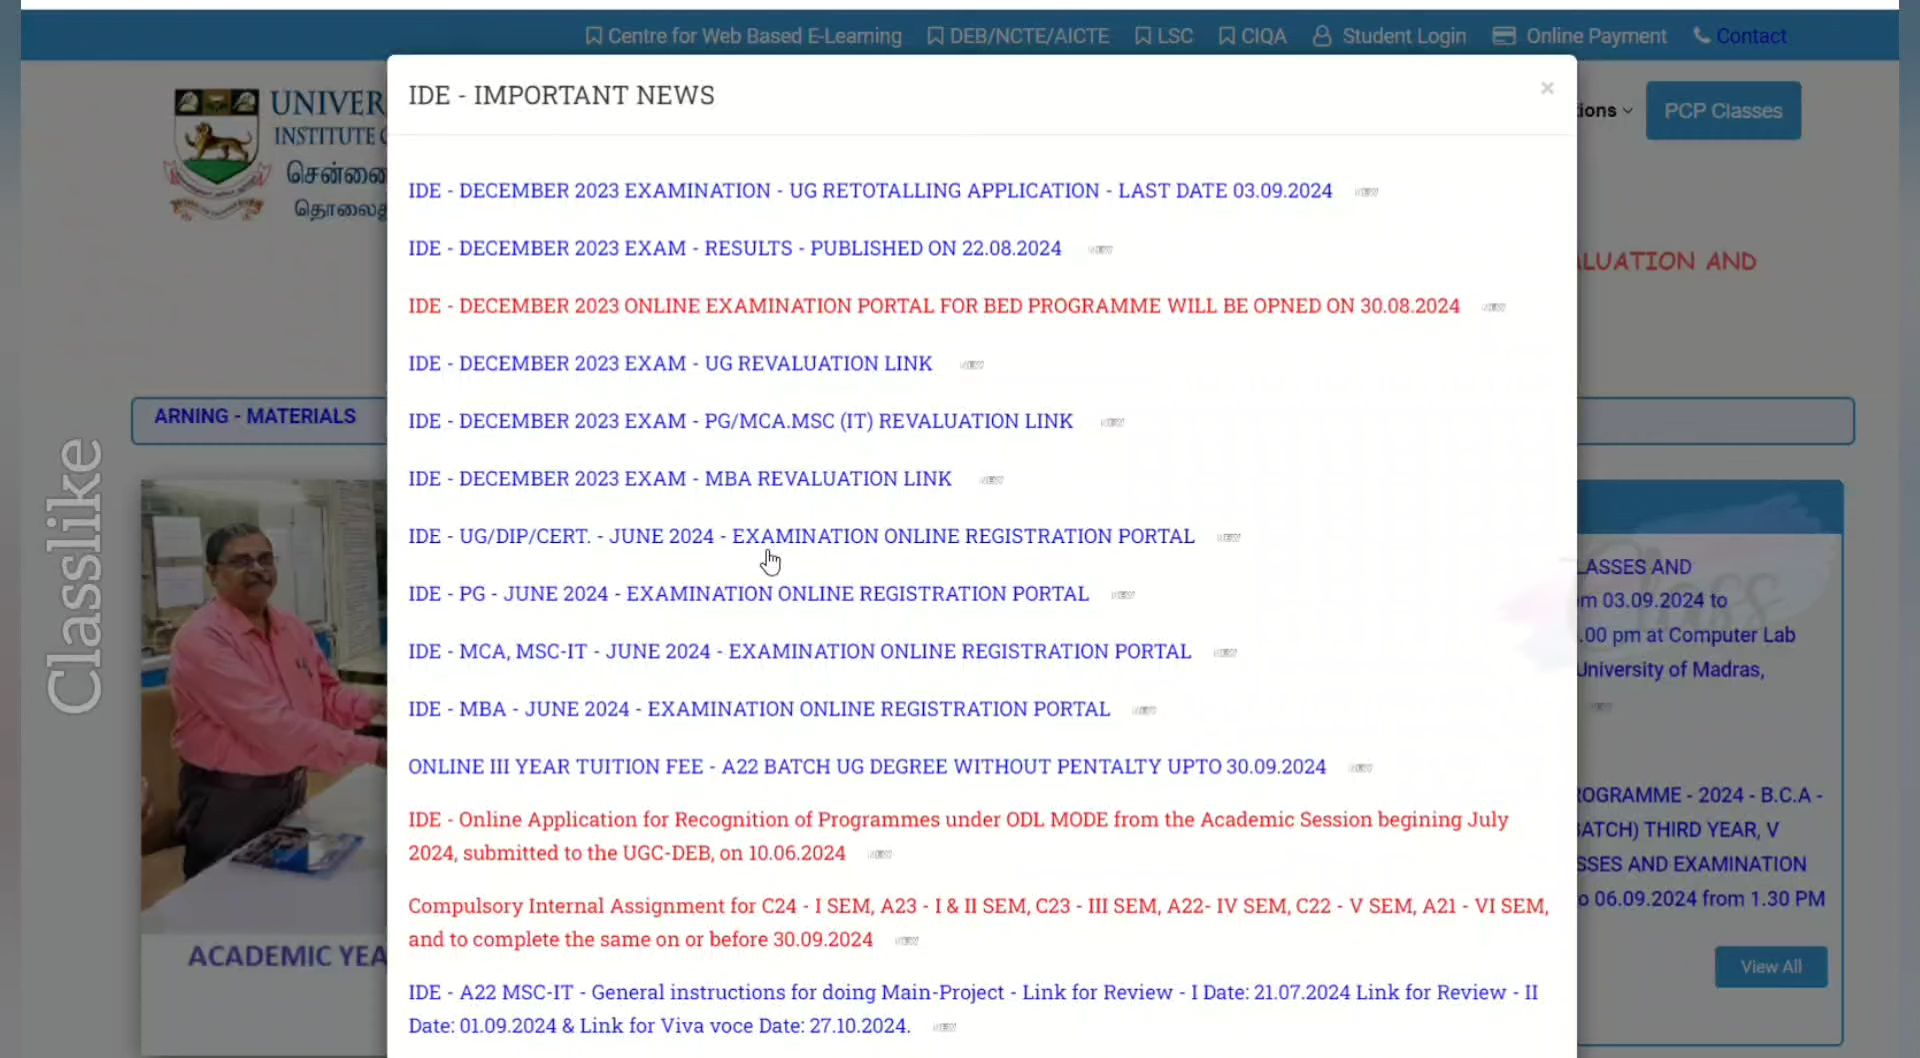 Centre for Web Based E-Learning DEB/NCTE/AICTE LSC CIQA Student Login Online Payment Contact
IDE - IMPORTANT NEWS ×
UNIVER
INSTITUTE
சென்னை
தொலை
ions PCP Classes
IDE - DECEMBER 2023 EXAMINATION - UG RETOTALLING APPLICATION - LAST DATE 03.09.2024
IDE - DECEMBER 2023 EXAM - RESULTS - PUBLISHED ON 22.08.2024
LUATION AND
IDE - DECEMBER 2023 ONLINE EXAMINATION PORTAL FOR BED PROGRAMME WILL BE OPNED ON 30.08.2024
IDE - DECEMBER 2023 EXAM - UG REVALUATION LINK
ARNING - MATERIALS
IDE - DECEMBER 2023 EXAM - PG/MCA.MSC (IT) REVALUATION LINK
IDE - DECEMBER 2023 EXAM - MBA REVALUATION LINK
IDE - UG/DIP/CERT. - JUNE 2024 - EXAMINATION ONLINE REGISTRATION PORTAL
IDE - PG - JUNE 2024 - EXAMINATION ONLINE REGISTRATION PORTAL
IDE - MCA, MSC-IT - JUNE 2024 - EXAMINATION ONLINE REGISTRATION PORTAL
IDE - MBA - JUNE 2024 - EXAMINATION ONLINE REGISTRATION PORTAL
ONLINE III YEAR TUITION FEE - A22 BATCH UG DEGREE WITHOUT PENTALTY UPTO 30.09.2024
IDE - Online Application for Recognition of Programmes under ODL MODE from the Academic Session begining July
2024, submitted to the UGC-DEB, on 10.06.2024
Compulsory Internal Assignment for C24 - I SEM, A23 - I & II SEM, C23 - III SEM, A22- IV SEM, C22 - V SEM, A21 - VI SEM,
and to complete the same on or before 30.09.2024
IDE - A22 MSC-IT - General instructions for doing Main-Project - Link for Review - I Date: 21.07.2024 Link for Review - II
Date: 01.09.2024 & Link for Viva voce Date: 27.10.2024.
LASSES AND
m 03.09.2024 to
.00 pm at Computer Lab
University of Madras,
OGRAMME - 2024 - B.C.A -
ATCH) THIRD YEAR, V
SSES AND EXAMINATION
o 06.09.2024 from 1.30 PM
View All
ACADEMIC YEA
Classlike